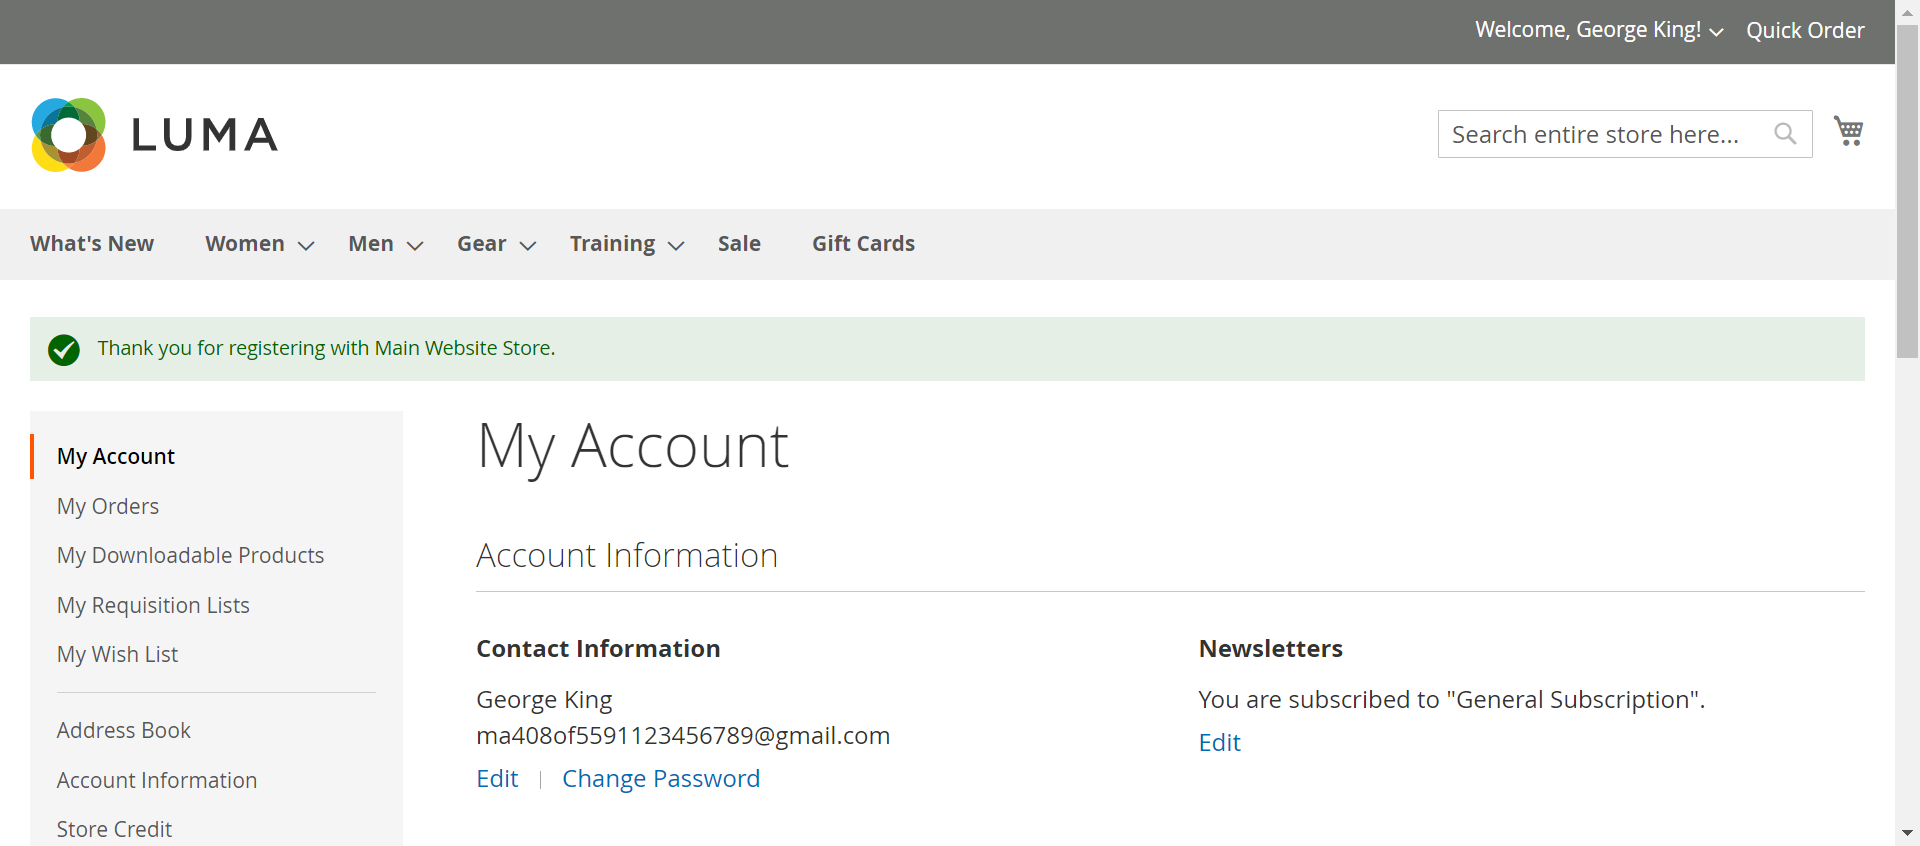 Welcome, George King! Quick Order
LUMA
Search entire store here...
What's New Women Men Gear Training Sale Gift Cards
Thank you for registering with Main Website Store.
My Account
My Orders
My Downloadable Products
My Requisition Lists
My Wish List
Address Book
Account Information
Store Credit
My Account
Account Information
Contact Information
George King
ma408of5591123456789@gmail.com
Edit | Change Password
Newsletters
You are subscribed to "General Subscription".
Edit